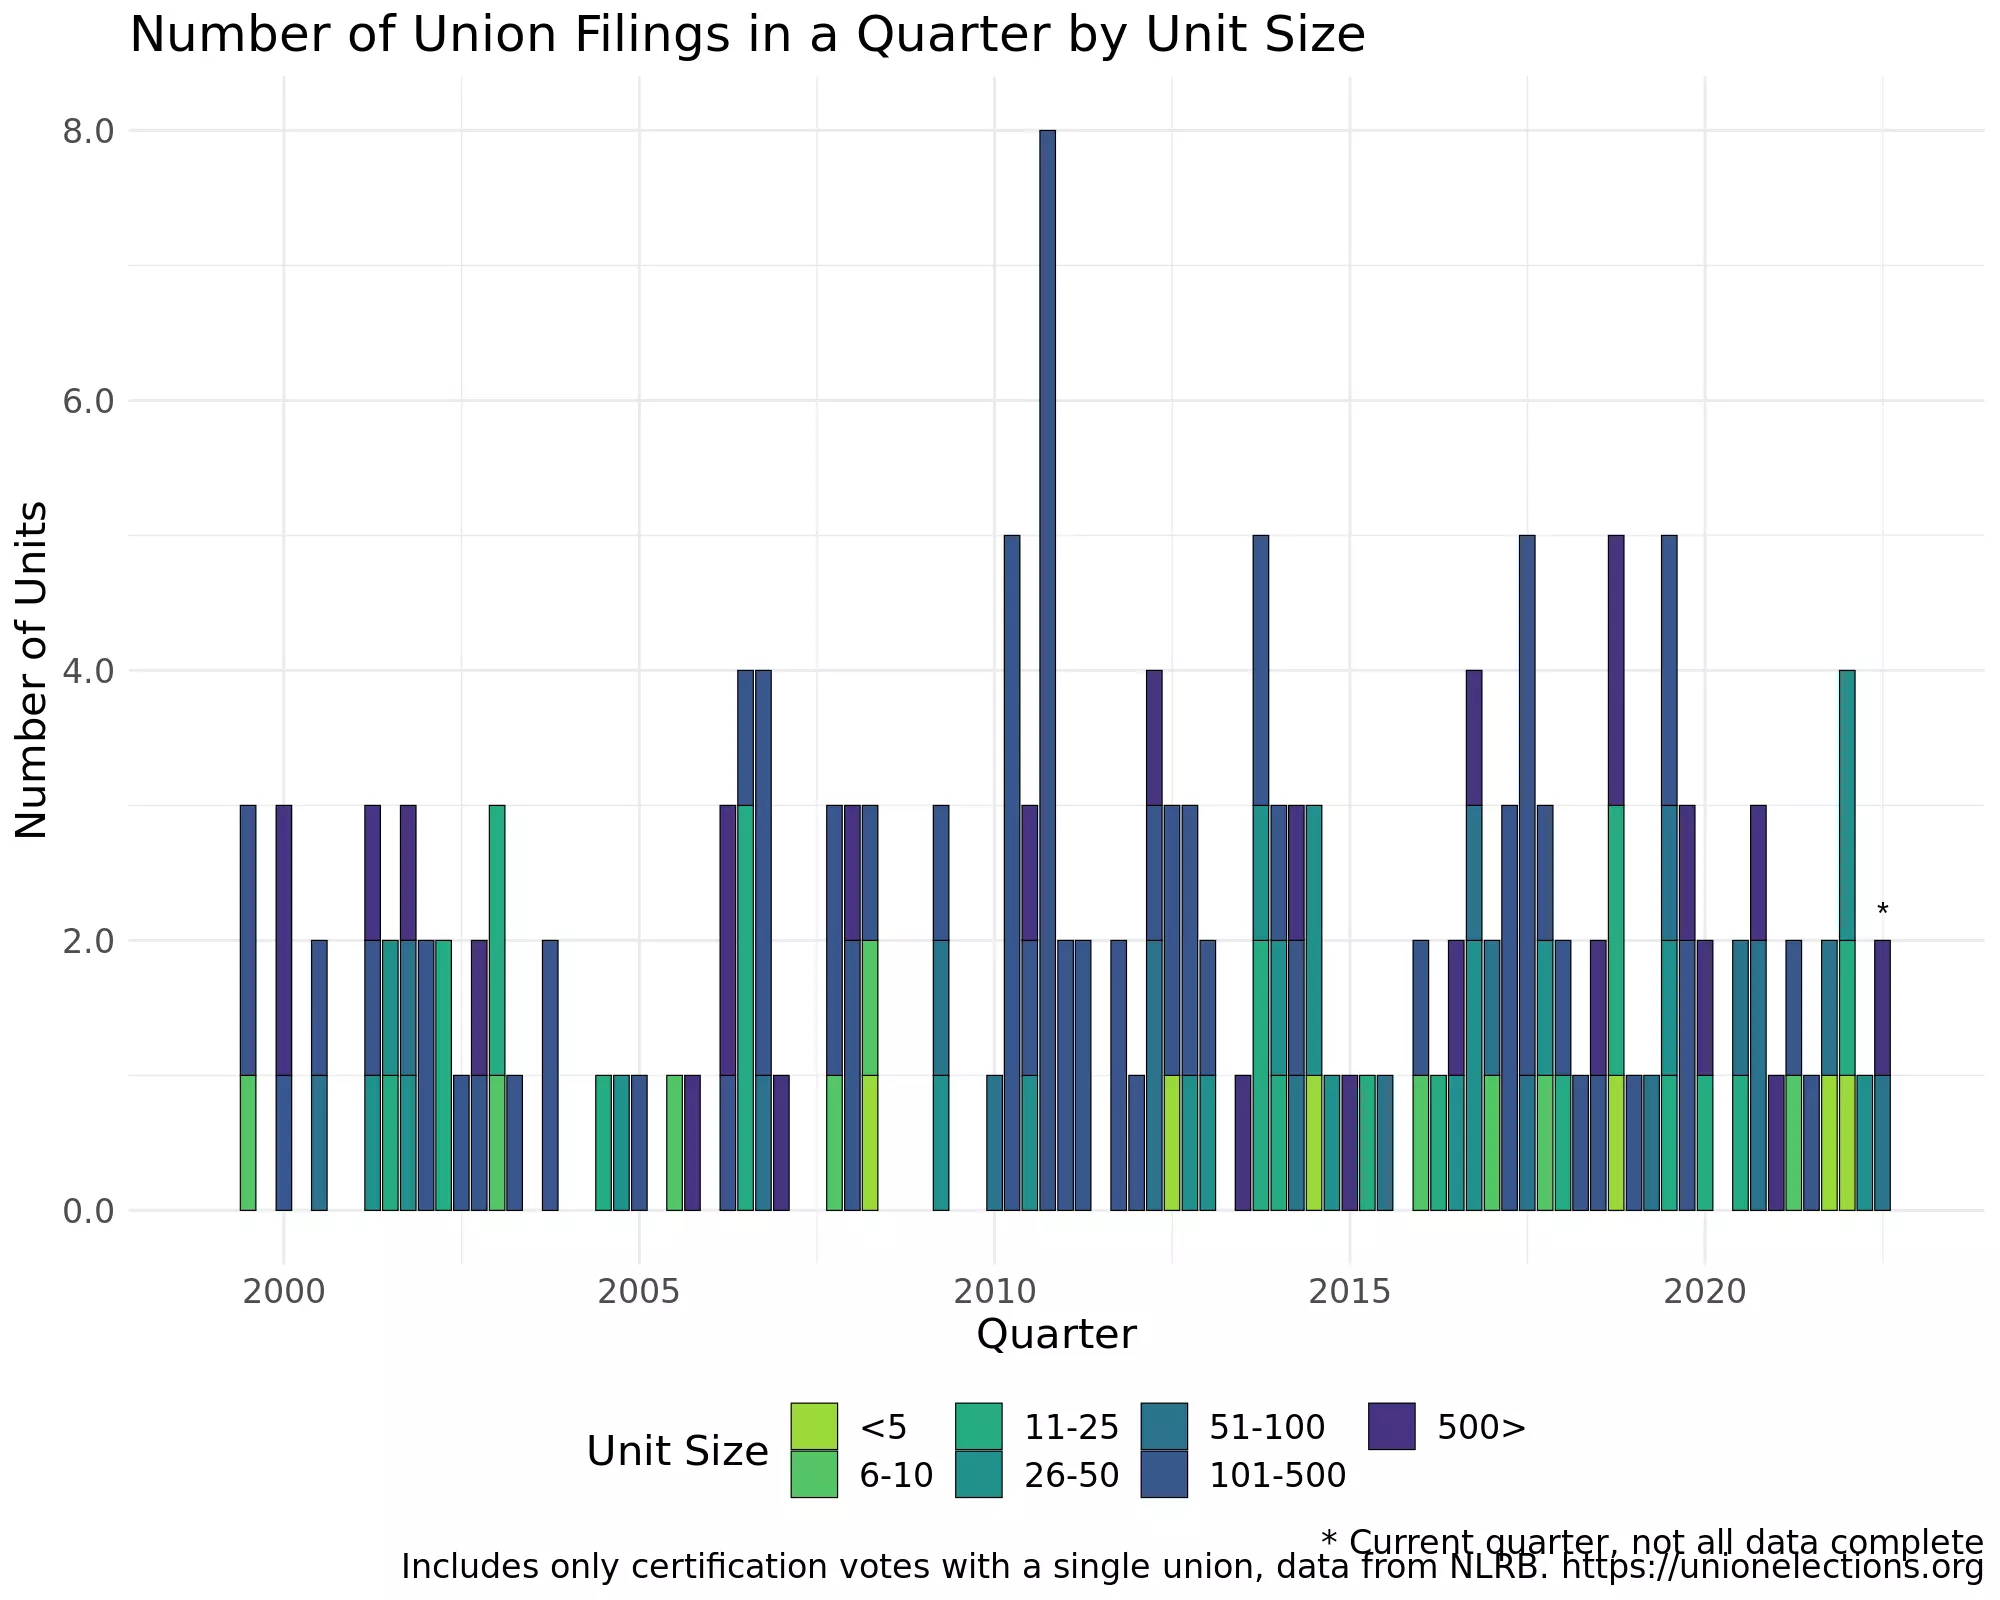 Number of Union Filings in a Quarter by Unit Size
Number of Units
8.0
6.0
4.0
2.0
0.0
*
2000 2005 2010 2015 2020
Quarter
Unit Size
<5 11-25 51-100 500>
6-10 26-50 101-500
* Current quarter, not all data complete
Includes only certification votes with a single union, data from NLRB. https://unionelections.org